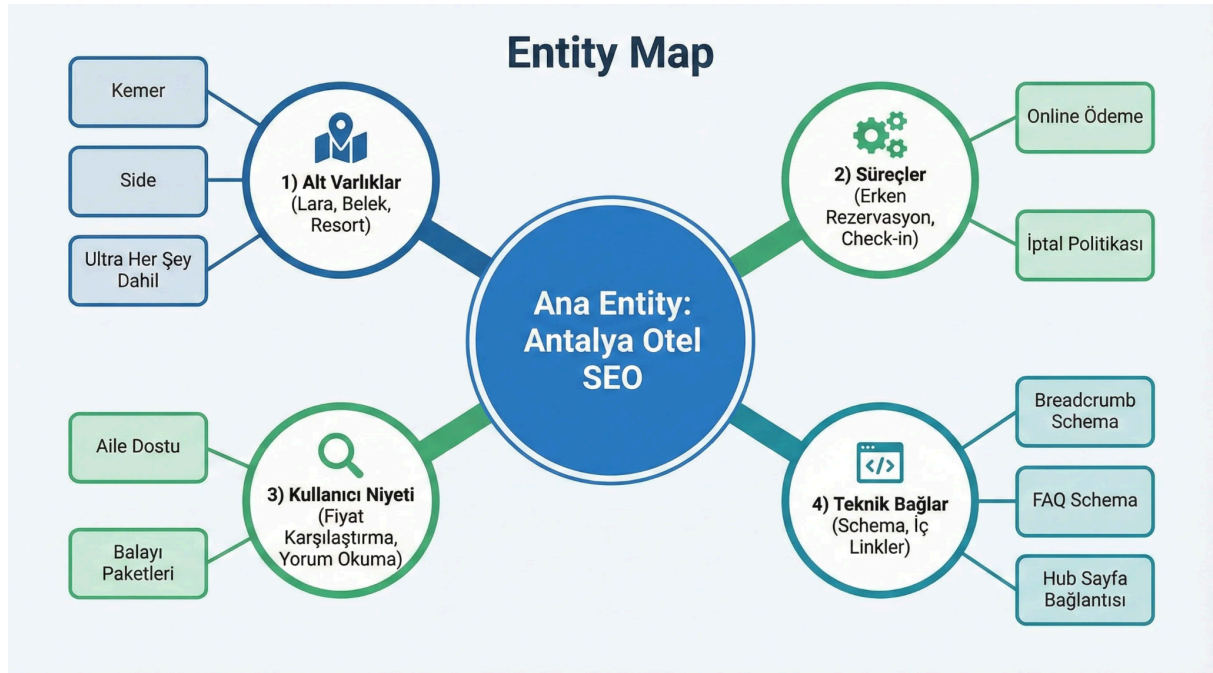 Entity Map
Kemer
Side
Ultra Her Şey
Dahil
1) Alt Varlıklar
(Lara, Belek,
Resort)
2) Süreçler
(Erken
Rezervasyon,
Check-in)
Online Ödeme
İptal Politikası
Ana Entity:
Antalya Otel
SEO
Aile Dostu
Balayı
Paketleri
3) Kullanıcı Niyeti
(Fiyat
Karşılaştırma,
Yorum Okuma)
4) Teknik Bağlar
(Schema, İç
Linkler)
Breadcrumb
Schema
FAQ Schema
Hub Sayfa
Bağlantısı